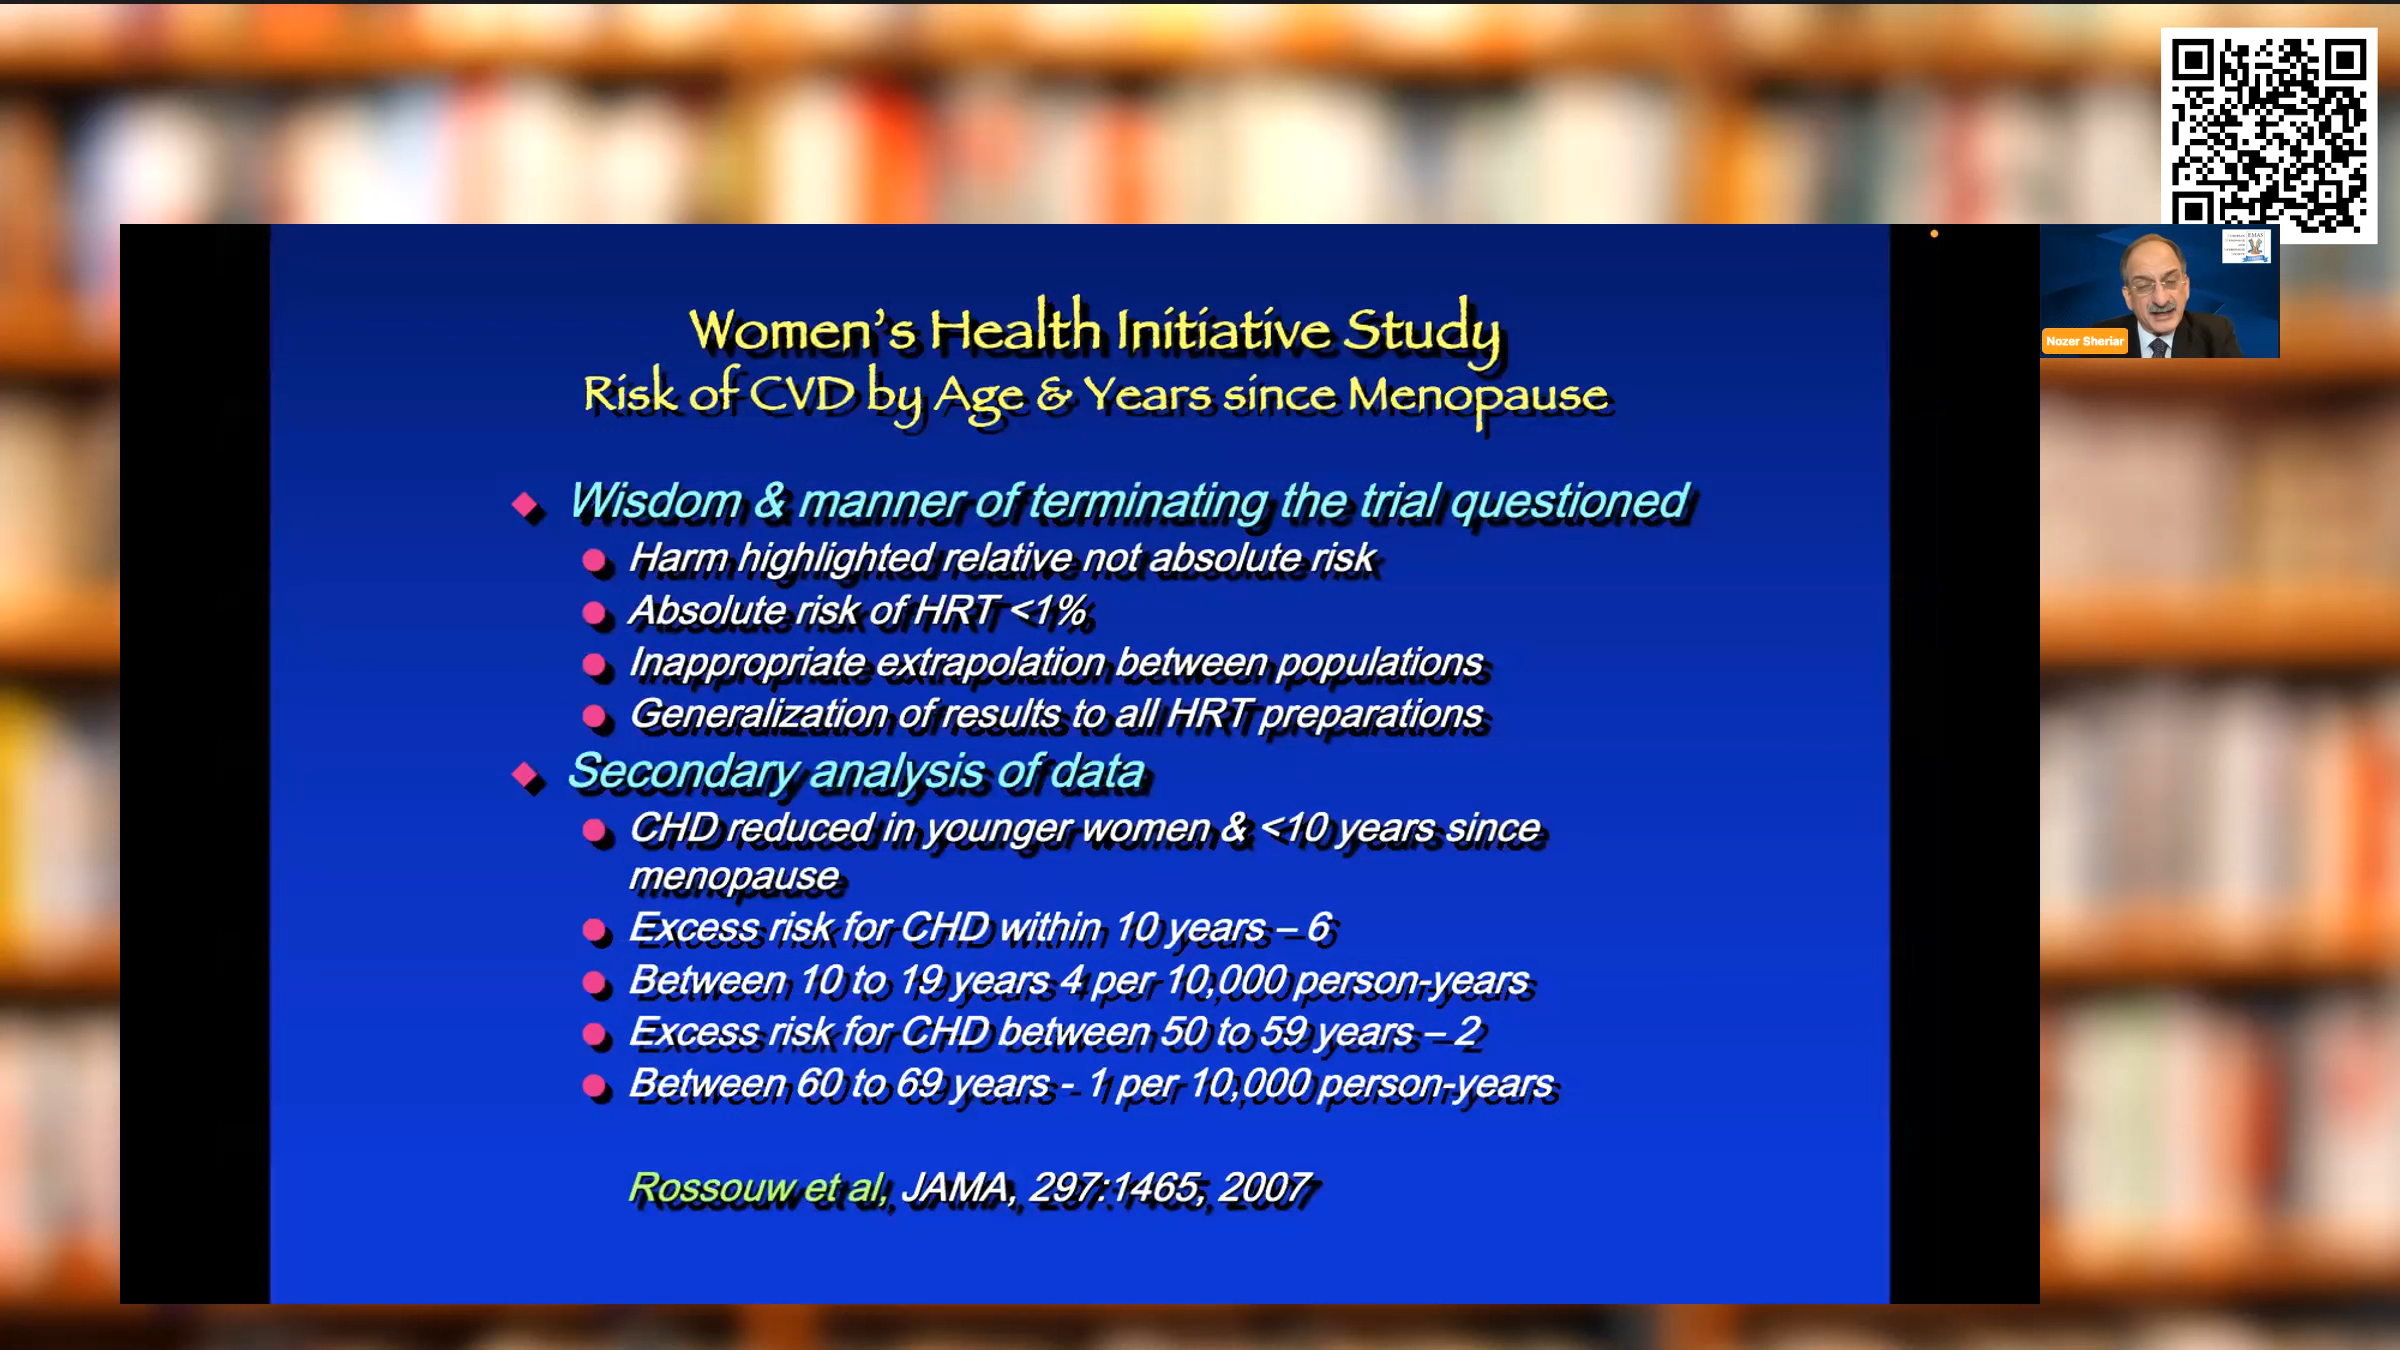 Women's Health Initiative Study
Risk of CVD by Age & Years since Menopause
Wisdom & manner of terminating the trial questioned
Harm highlighted relative not absolute risk
Absolute risk of HRT <1%
Inappropriate extrapolation between populations
Generalization of results to all HRT preparations
Secondary analysis of data
CHD reduced in younger women & <10 years since
menopause
Excess risk for CHD within 10 years – 6
Between 10 to 19 years 4 per 10,000 person-years
Excess risk for CHD between 50 to 59 years – 2
Between 60 to 69 years - 1 per 10,000 person-years
Rossouw et al, JAMA, 297:1465, 2007
EMAS
Nozer Sheriar